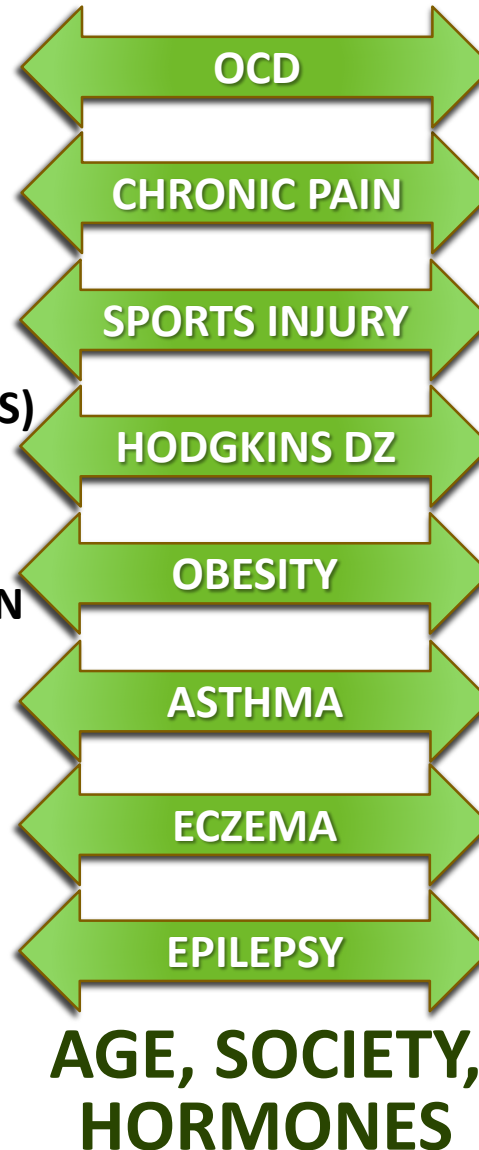 OCD
CHRONIC PAIN
SPORTS INJURY
S)
HODGKINS DZ
OBESITY
N
ASTHMA
ECZEMA
EPILEPSY
AGE, SOCIETY,
HORMONES